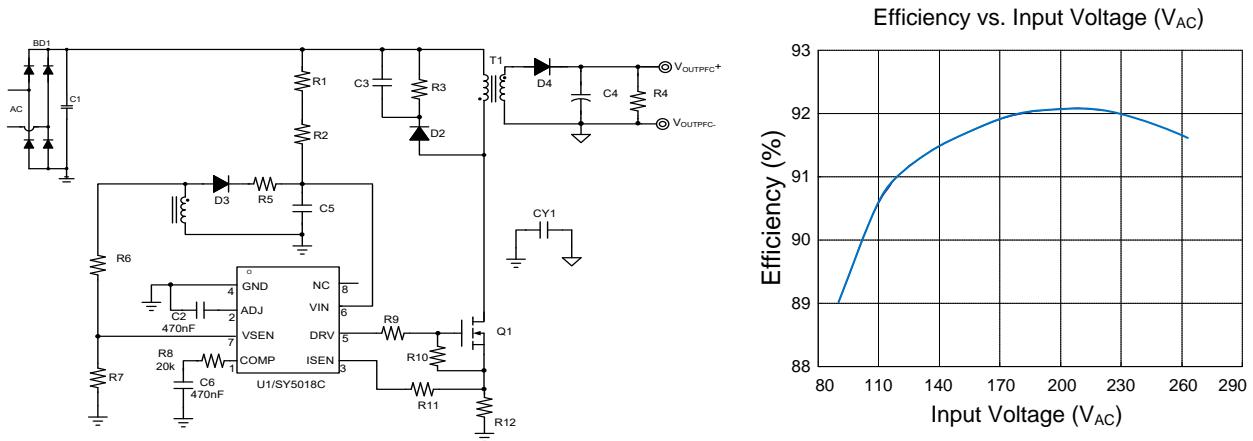 BD1
AC
C1
R1
R2
C3
R3
D2
T1
D4
C4
R4
VOUTPFC+
VOUTPFC-
D3
R5
C5
CY1
R6
R7
GND
4
ADJ
2
VSEN
7
COMP
1
NC
8
VIN
6
DRV
5
ISEN
3
C2
470nF
R8
20k
C6
470nF
U1/SY5018C
R9
R10
R11
R12
Q1
Efficiency vs. Input Voltage (VAC)
Efficiency (%)
93
92
91
90
89
88
80 110 140 170 200 230 260 290
Input Voltage (VAC)